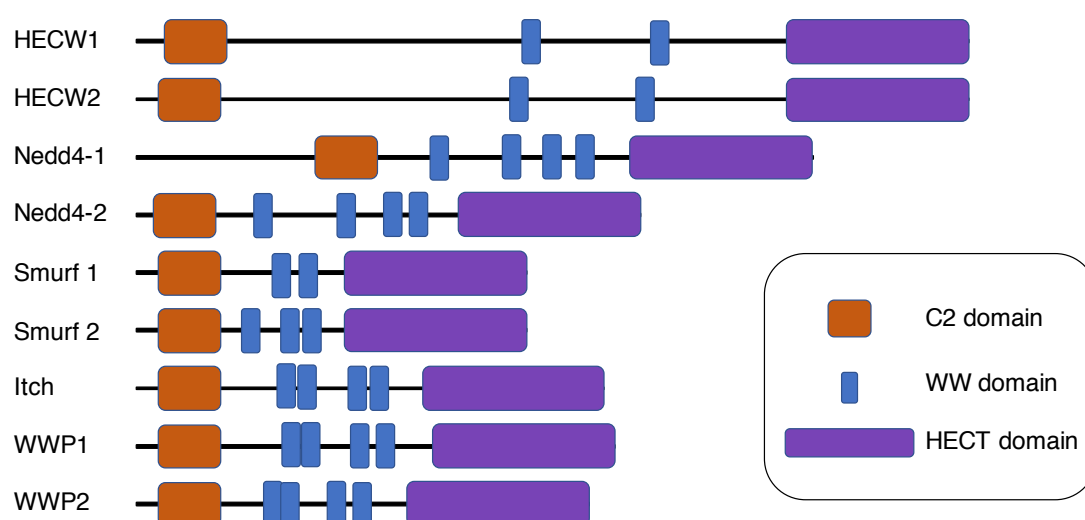 HECW1
HECW2
Nedd4-1
Nedd4-2
Smurf 1
Smurf 2
Itch
WWP1
WWP2
C2 domain
WW domain
HECT domain